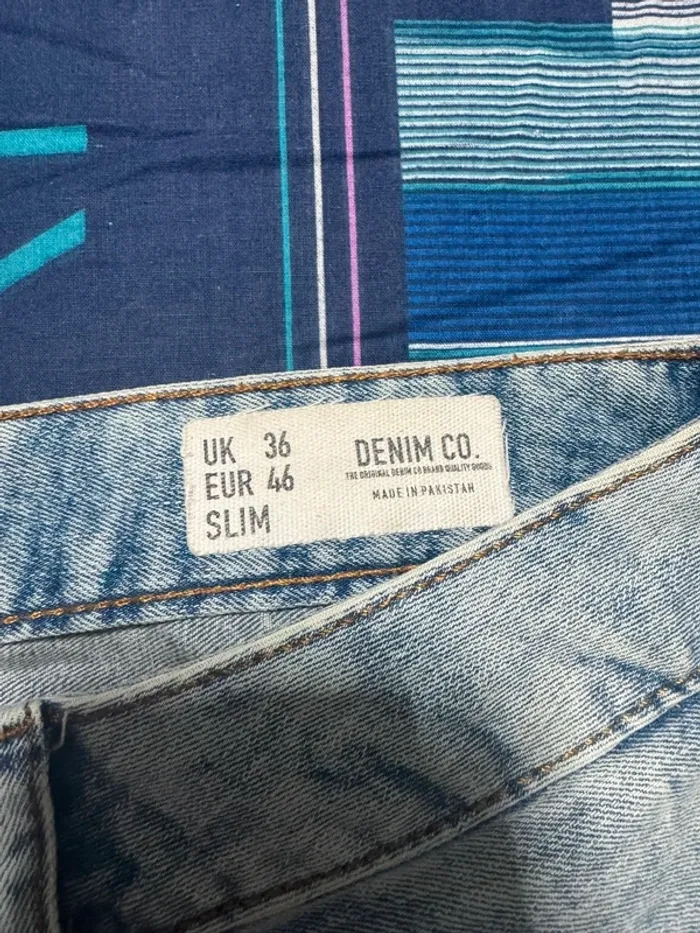 UK 36
EUR 46
SLIM
DENIM CO.
THE ORIGINAL DENIM CO BRAND QUALITY GOODS
MADE IN PAKISTAN